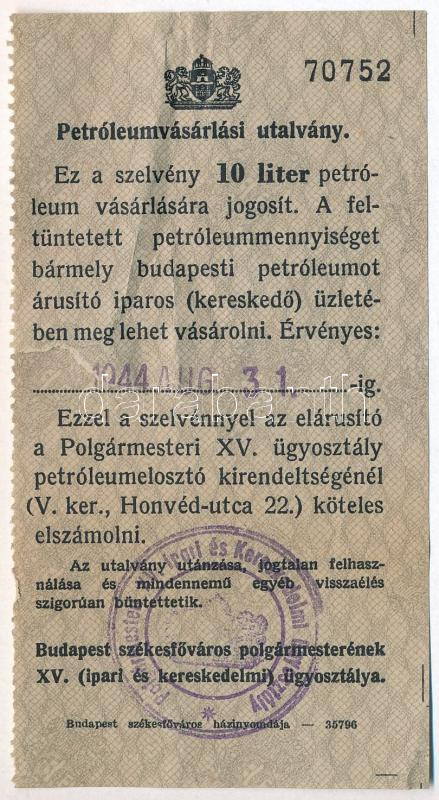 70752
Petróleumvásárlási utalvány.
Ez a szelvény 10 liter petró-
leum vásárlására jogosít. A fel-
tüntetett petróleummennyiséget
bármely budapesti petróleumot
árusító iparos (kereskedő) üzleté-
ben meg lehet vásárolni. Érvényes:
1944 AUG 31. -ig.
Ezzel a szelvénnyel az elárusító
a Polgármesteri XV. ügyosztály
petróleumelosztó kirendeltségénél
(V. ker., Honvéd-utca 22.) köteles
elszámolni.
Az utalvány utánzása, jogtalan felhasz-
nálása és mindennemű egyéb visszaélés
szigorúan büntettetik.
Budapest székesfőváros polgármesterének
XV. (ipari és kereskedelmi) ügyosztálya.
Budapest székesfőváros házinyomdája — 35796